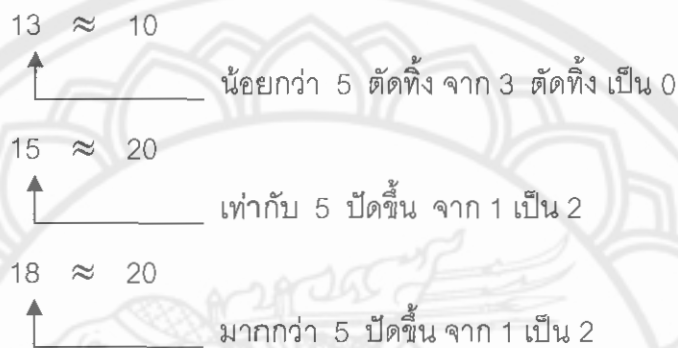 13 ≈ 10
น้อยกว่า 5 ตัดทิ้ง จาก 3 ตัดทิ้ง เป็น 0
15 ≈ 20
เท่ากับ 5 ปัดขึ้น จาก 1 เป็น 2
18 ≈ 20
มากกว่า 5 ปัดขึ้น จาก 1 เป็น 2